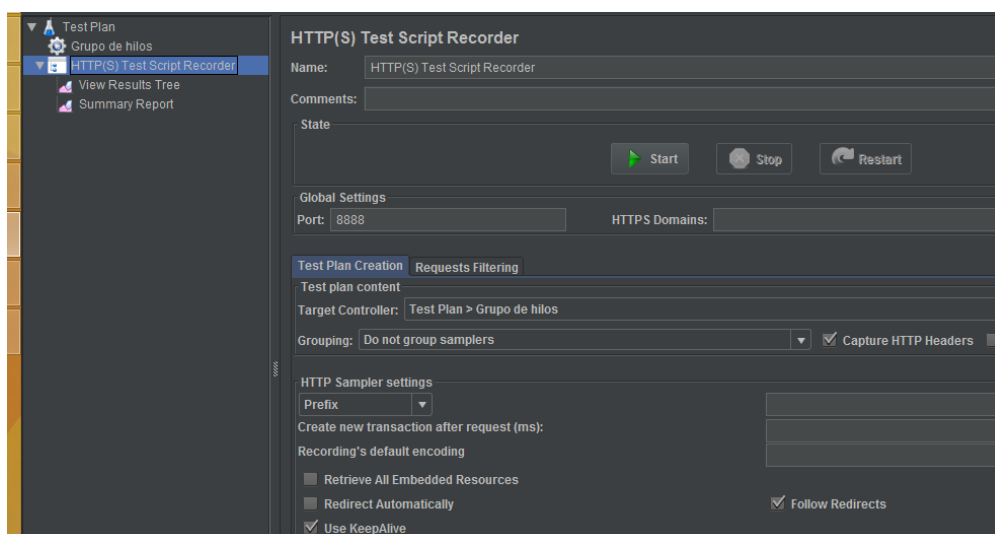 Test Plan
Grupo de hilos
HTTP(S) Test Script Recorder
View Results Tree
Summary Report
HTTP(S) Test Script Recorder
Name: HTTP(S) Test Script Recorder
Comments:
State
Start Stop Restart
Global Settings
Port: 8888 HTTPS Domains:
Test Plan Creation Requests Filtering
Test plan content
Target Controller: Test Plan > Grupo de hilos
Grouping: Do not group samplers Capture HTTP Headers
HTTP Sampler settings
Prefix
Create new transaction after request (ms):
Recording's default encoding
Retrieve All Embedded Resources
Redirect Automatically Follow Redirects
Use KeepAlive